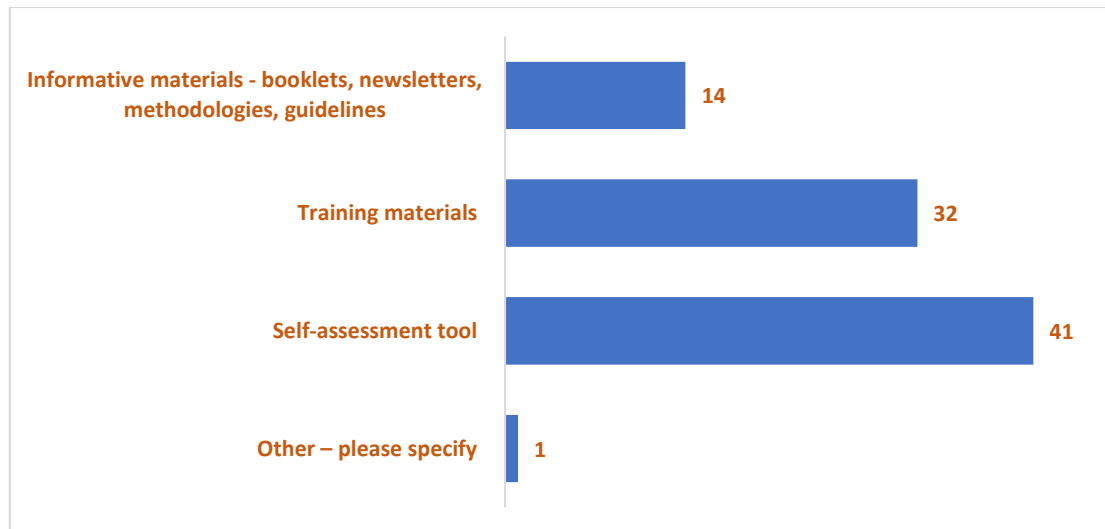 Informative materials - booklets, newsletters,
methodologies, guidelines
14
Training materials
32
Self-assessment tool
41
Other – please specify
1